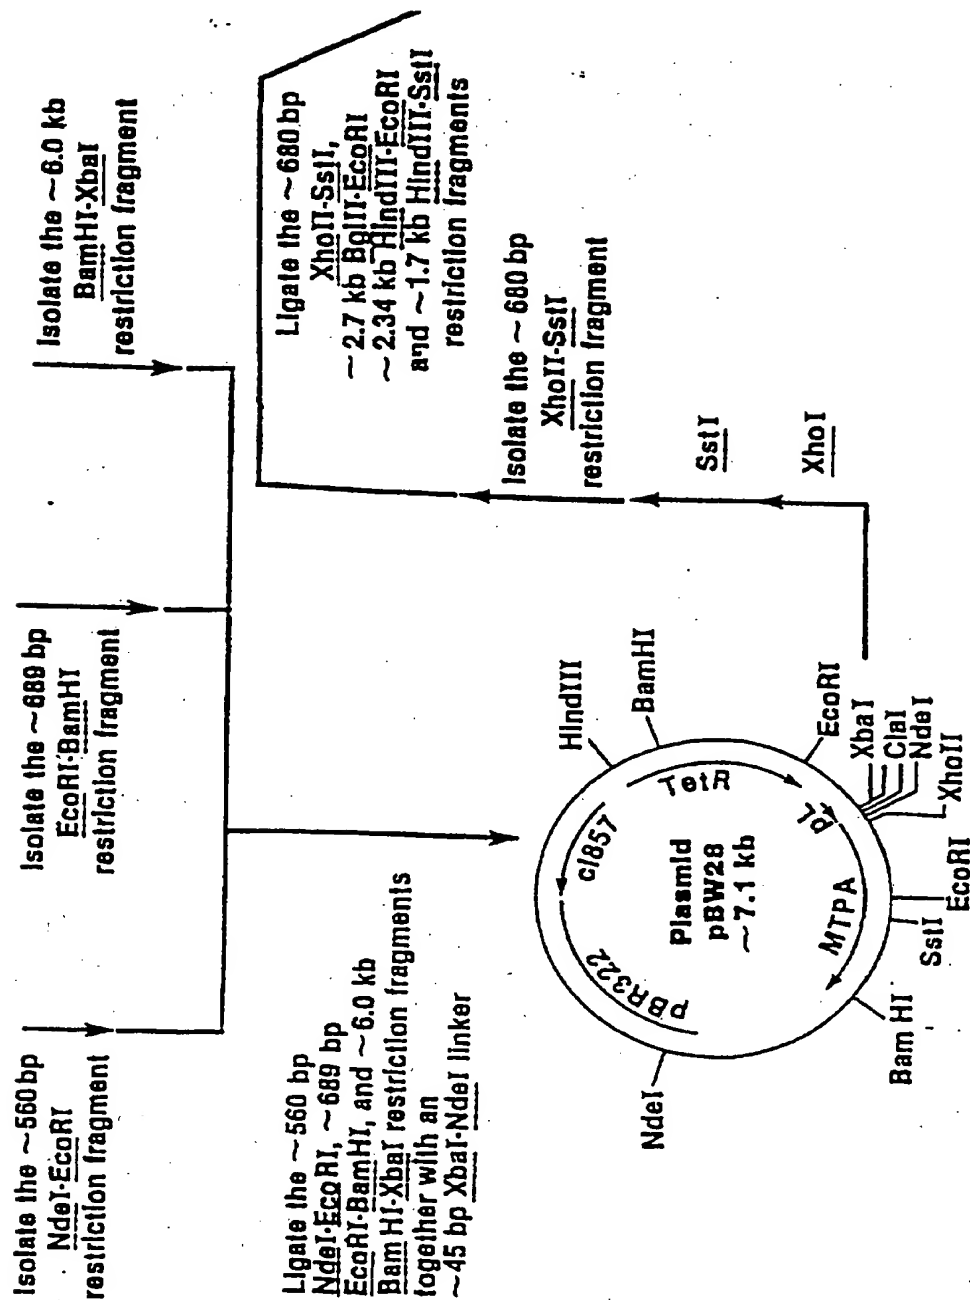 Isolate the ~560 bp
NdeI-EcoRI
restriction fragment
Isolate the ~689 bp
EcoRI-BamHI
restriction fragment
Isolate the ~6.0 kb
BamHI-XbaI
restriction fragment
Ligate the ~560 bp
NdeI-EcoRI, ~689 bp
EcoRI-BamHI, and ~6.0 kb
Bam HI-XbaI restriction fragments
together with an
~45 bp XbaI-NdeI linker
Ligate the ~680 bp
XhoII-SstI,
~2.7 kb BglII-EcoRI
~2.34 kb HindIII-EcoRI
and ~1.7 kb HindIII-SstI
restriction fragments
Isolate the ~680 bp
XhoII-SstI
restriction fragment
SstI
XhoI
HindIII
BamHI
EcoRI
XbaI
ClaI
NdeI
XhoII
EcoRI
SstI
Bam HI
NdeI
cI857
TetR
pL
MTPA
pBR322
Plasmid
pBW28
~7.1 kb